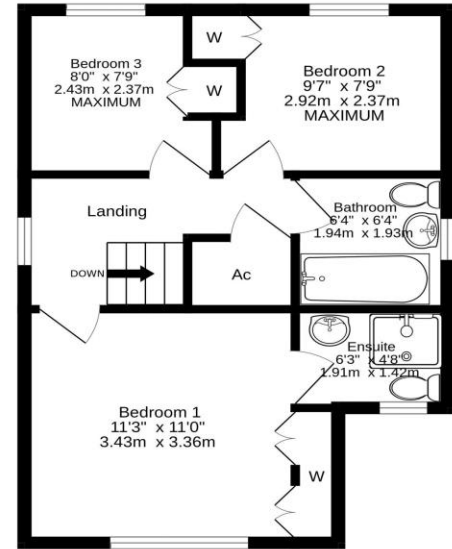 W
Bedroom 3
8'0" x 7'9"
2.43m x 2.37m
MAXIMUM
W
Bedroom 2
9'7" x 7'9"
2.92m x 2.37m
MAXIMUM
Landing
Bathroom
6'4" x 6'4"
1.94m x 1.93m
DOWN
Ac
Ensuite
6'3" x 4'8"
1.91m x 1.42m
Bedroom 1
11'3" x 11'0"
3.43m x 3.36m
W